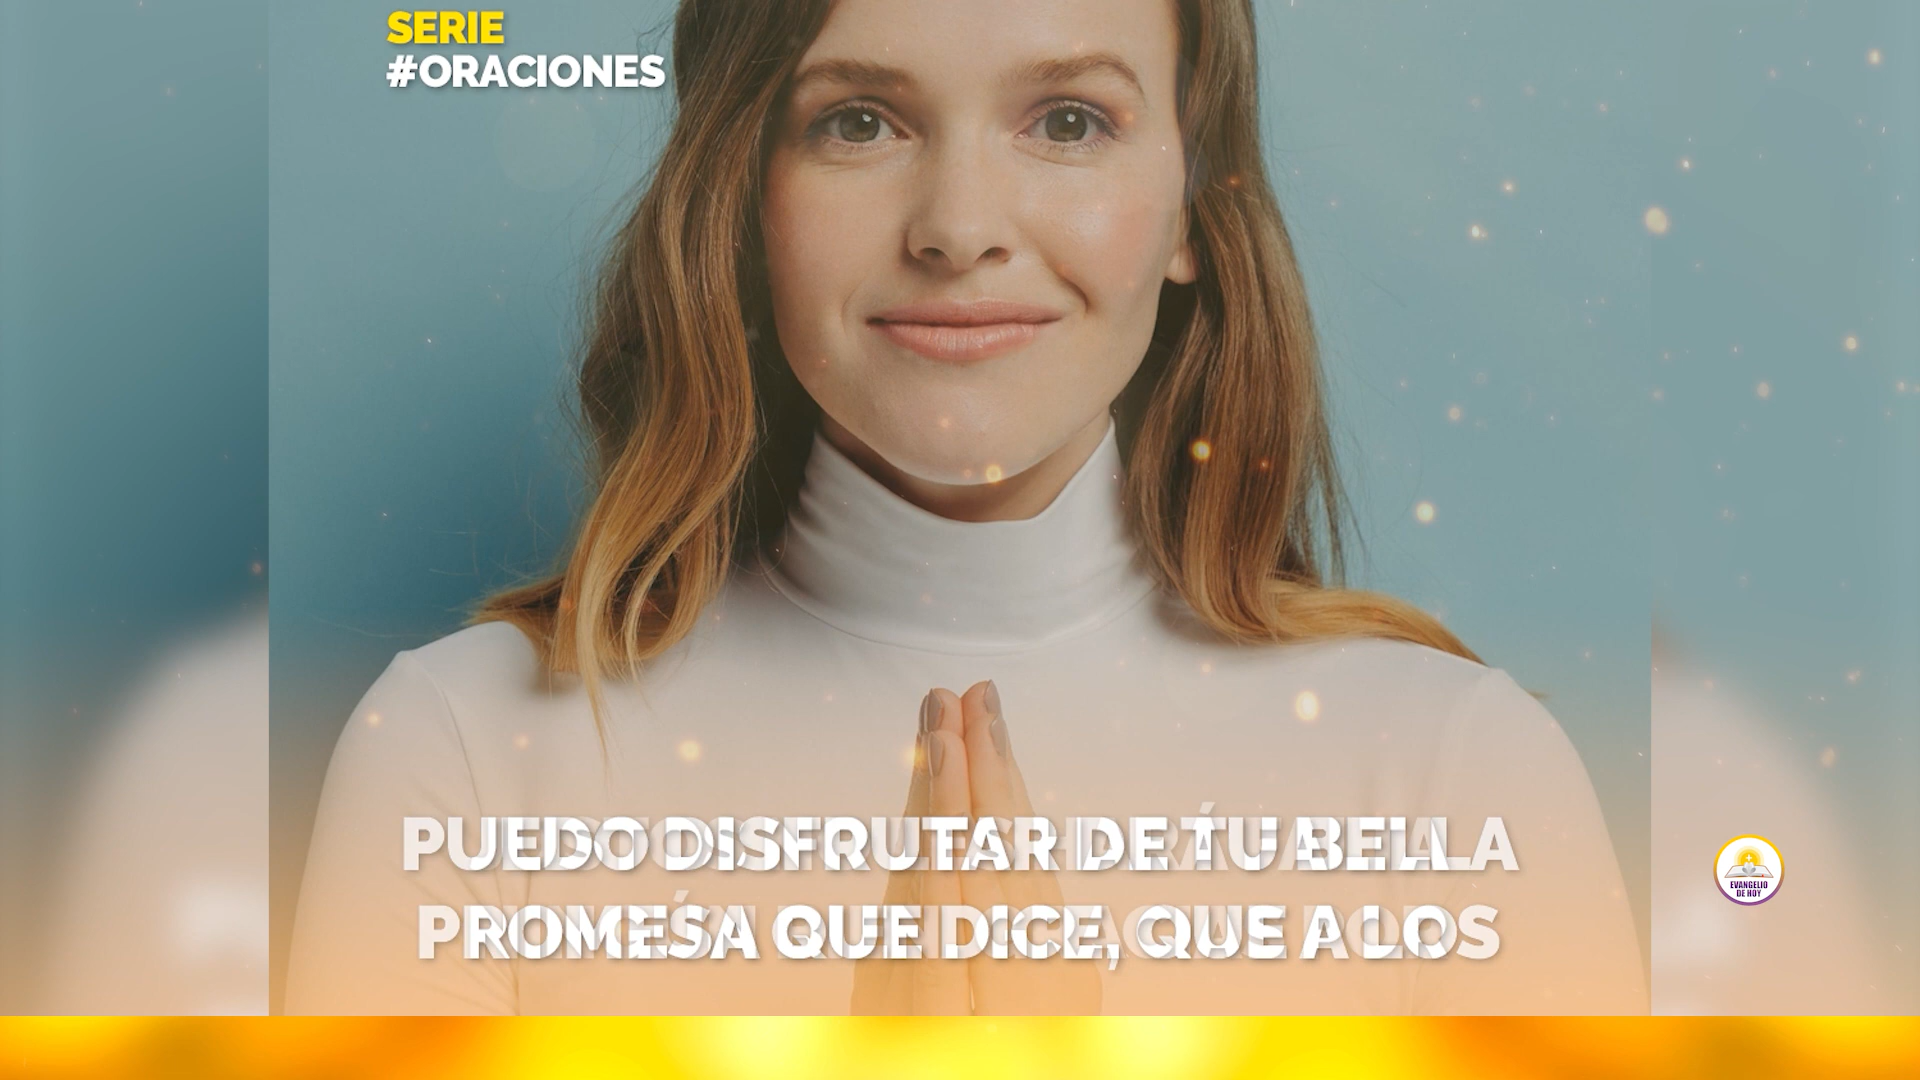 SERIE
#ORACIONES
PUEDO DISFRUTAR DE TU BELLA
PROMESA QUE DICE, QUE A LOS
EVANGELIO
DE HOY